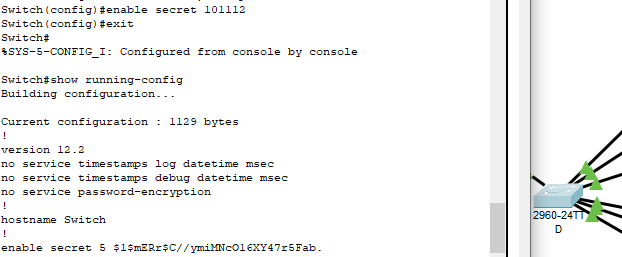 Switch(config)#enable secret 101112
Switch(config)#exit
Switch#
%SYS-5-CONFIG_I: Configured from console by console
Switch#show running-config
Building configuration...
Current configuration : 1129 bytes
!
version 12.2
no service timestamps log datetime msec
no service timestamps debug datetime msec
no service password-encryption
!
hostname Switch
!
enable secret 5 $1$mERr$C//ymiMNcO16XY47r5Fab.
2960-24TT
D